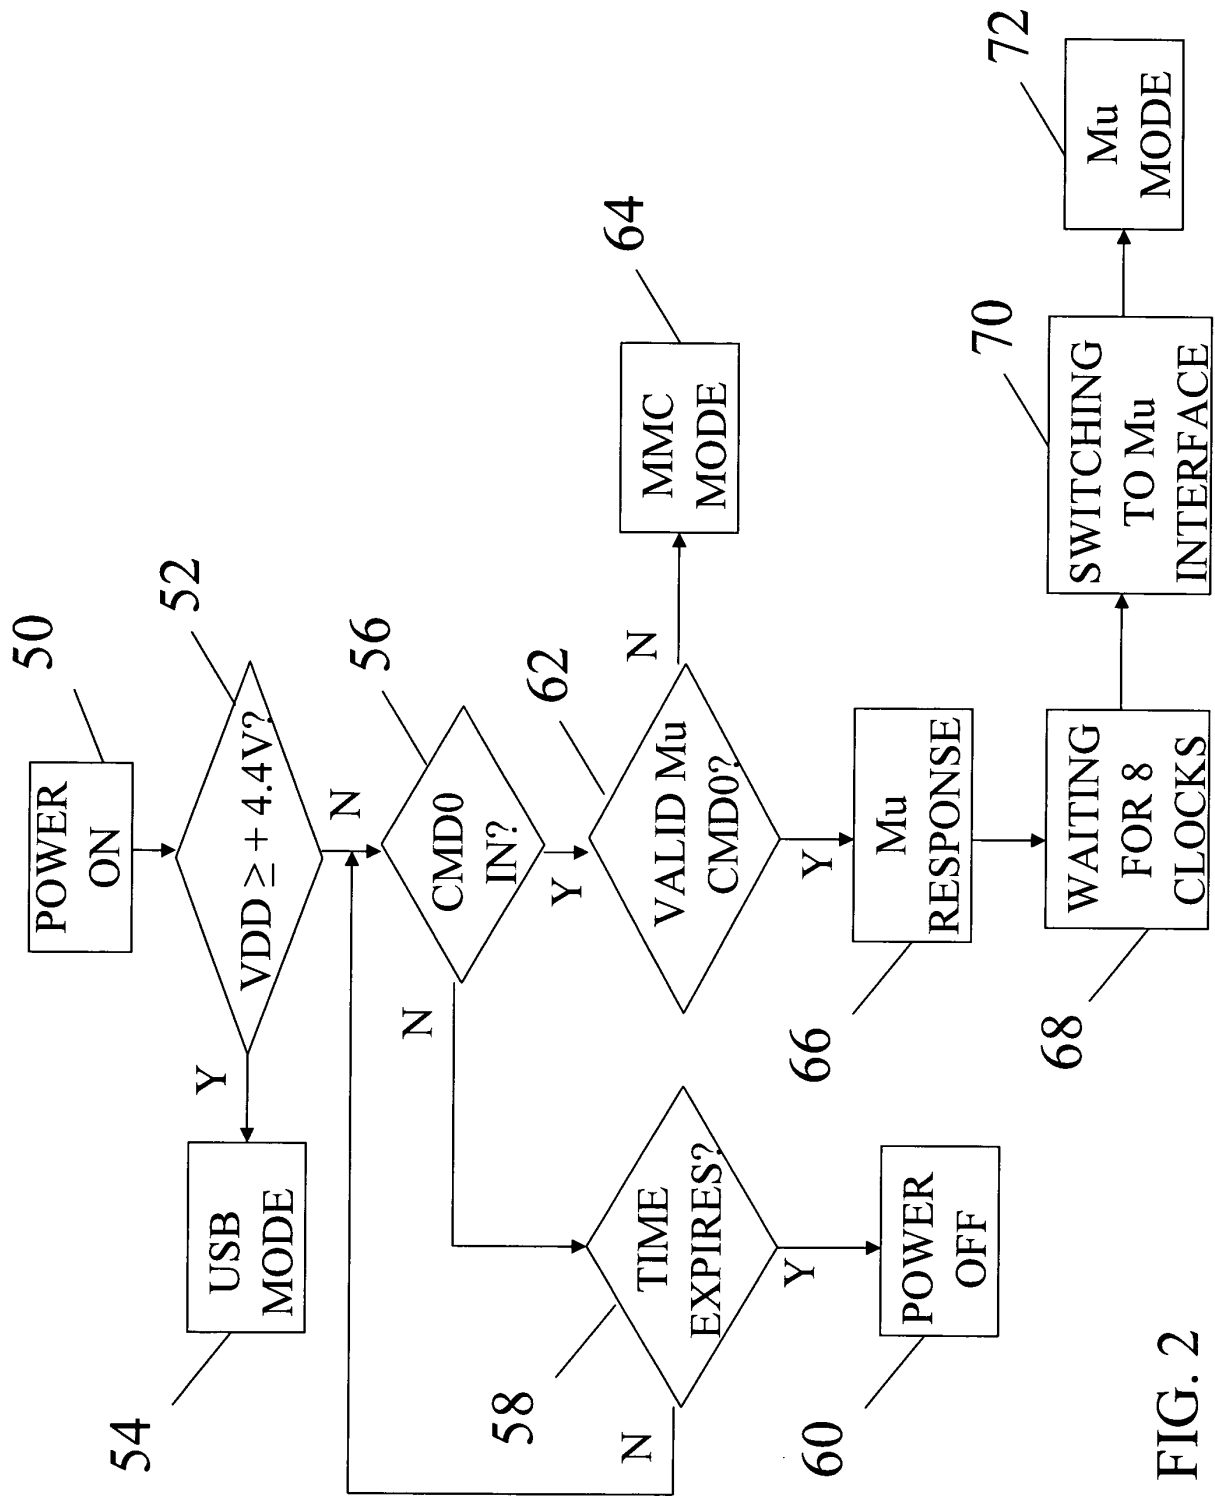 50
POWER
ON
52
VDD ≥ + 4.4V?
Y
N
54
USB
MODE
56
CMD0
IN?
N
Y
58
TIME
EXPIRES?
N
Y
60
POWER
OFF
62
VALID Mu
CMD0?
N
Y
64
MMC
MODE
66
Mu
RESPONSE
68
WAITING
FOR 8
CLOCKS
70
SWITCHING
TO Mu
INTERFACE
72
Mu
MODE
FIG. 2